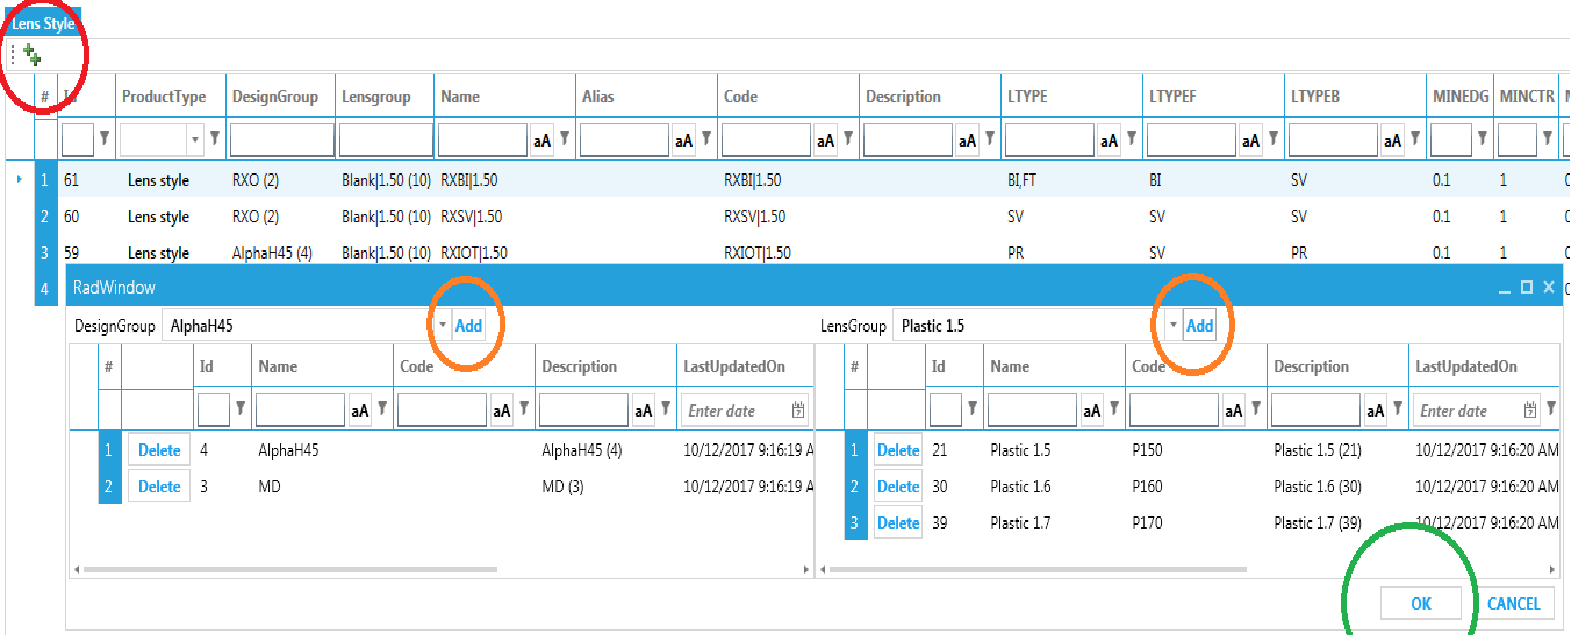 Lens Style
# ProductType DesignGroup Lensgroup Name Alias Code Description LTYPE LTYPEF LTYPEB MINEDG MINCTR
aA aA aA aA aA aA aA
1 61 Lens style RXO (2) Blank|1.50 (10) RXBI|1.50 RXBI|1.50 BI,FT BI SV 0.1 1
2 60 Lens style RXO (2) Blank|1.50 (10) RXSV|1.50 RXSV|1.50 SV SV SV 0.1 1
3 59 Lens style AlphaH45 (4) Blank|1.50 (10) RXIOT|1.50 RXIOT|1.50 PR SV PR 0.1 1
4
RadWindow
DesignGroup AlphaH45 Add LensGroup Plastic 1.5 Add
# Id Name Code Description LastUpdatedOn # Id Name Code Description LastUpdatedOn
aA aA aA Enter date aA aA aA Enter date
1 Delete 4 AlphaH45 AlphaH45 (4) 10/12/2017 9:16:19 A 1 Delete 21 Plastic 1.5 P150 Plastic 1.5 (21) 10/12/2017 9:16:20 AM
2 Delete 3 MD MD (3) 10/12/2017 9:16:19 A 2 Delete 30 Plastic 1.6 P160 Plastic 1.6 (30) 10/12/2017 9:16:20 AM
3 Delete 39 Plastic 1.7 P170 Plastic 1.7 (39) 10/12/2017 9:16:20 AM
OK CANCEL